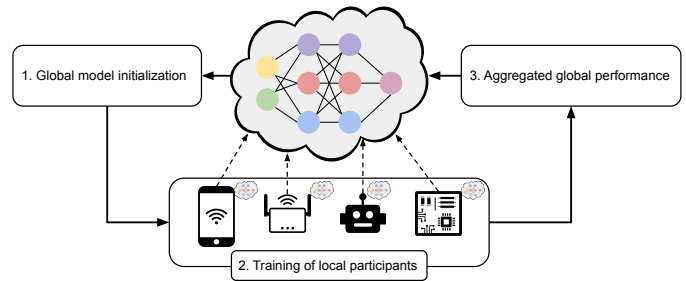 1. Global model initialization
3. Aggregated global performance
2. Training of local participants